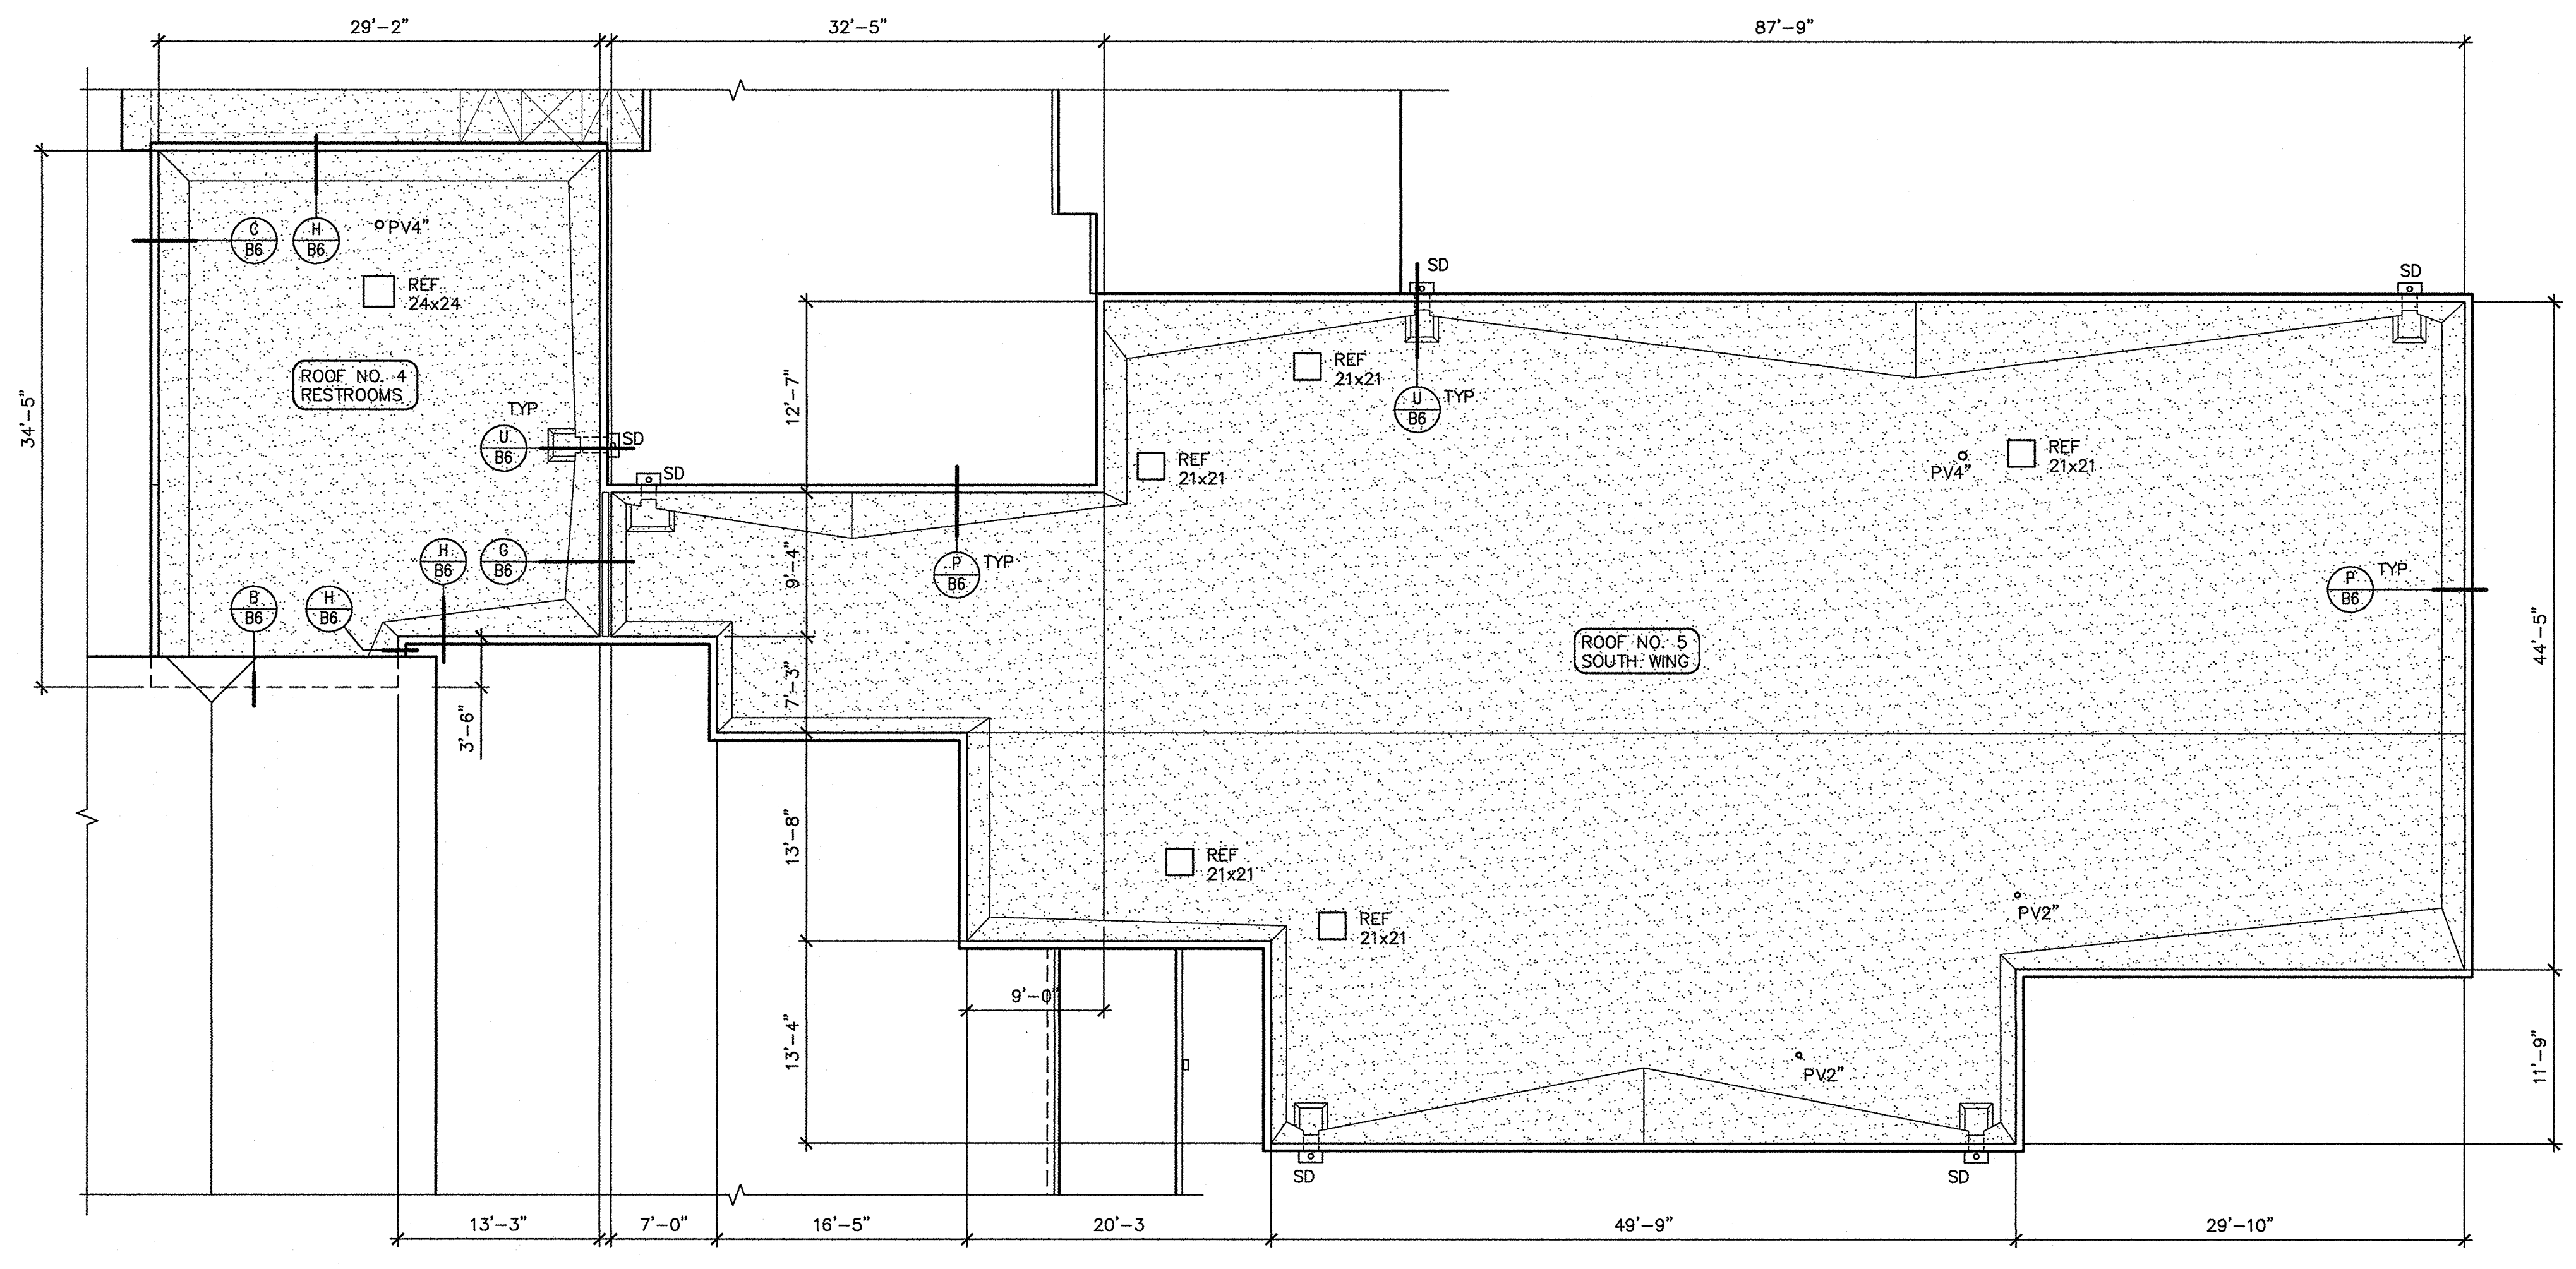 29'-2"
32'-5"
87'-9"
C
B6
H
B6
PV4"
REF
24x24
ROOF NO. 4
RESTROOMS
34'-5"
TYP
U
B6
SD
SD
H
B6
G
B6
B
B6
H
B6
3'-6"
12'-7"
9'-4"
7'-3"
13'-8"
13'-4"
P
B6
TYP
SD
SD
REF
21x21
U
B6
TYP
REF
21x21
PV4"
REF
21x21
P
B6
TYP
ROOF NO. 5
SOUTH WING
44'-5"
REF
21x21
REF
21x21
PV2"
9'-0"
PV2"
11'-9"
SD
SD
13'-3"
7'-0"
16'-5"
20'-3
49'-9"
29'-10"